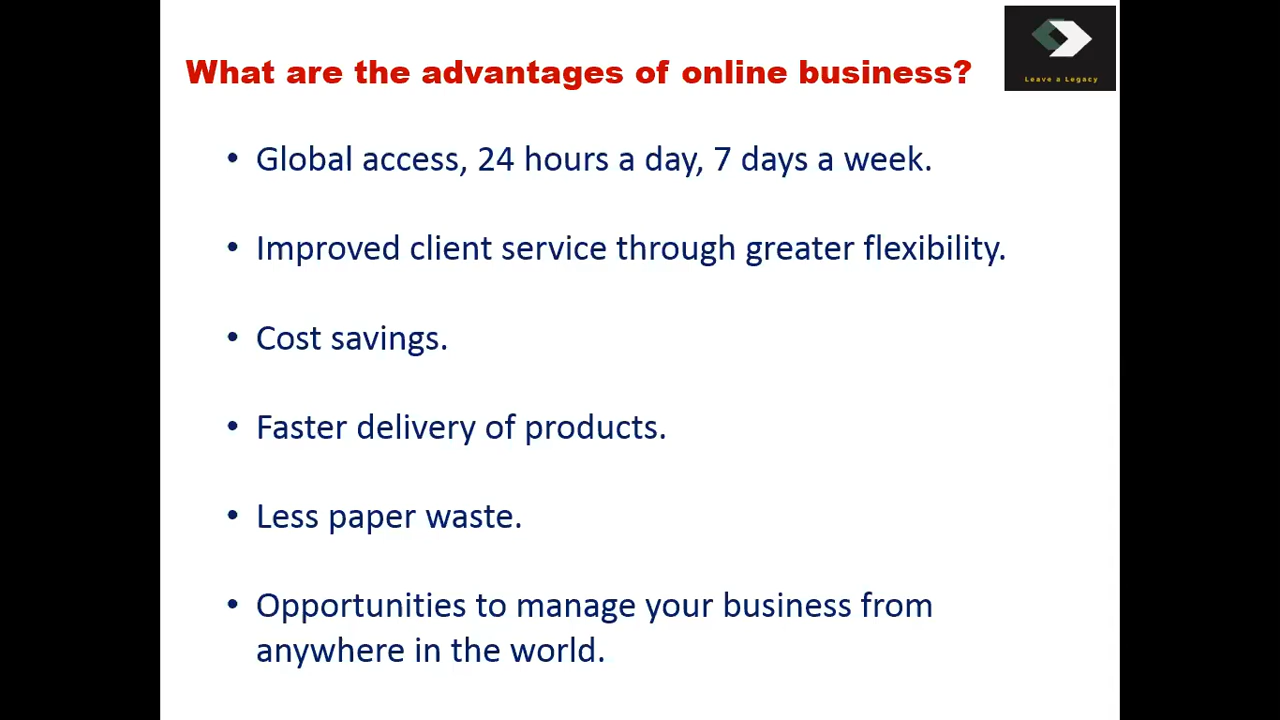 What are the advantages of online business?
Leave a Legacy
• Global access, 24 hours a day, 7 days a week.
• Improved client service through greater flexibility.
• Cost savings.
• Faster delivery of products.
• Less paper waste.
• Opportunities to manage your business from
anywhere in the world.